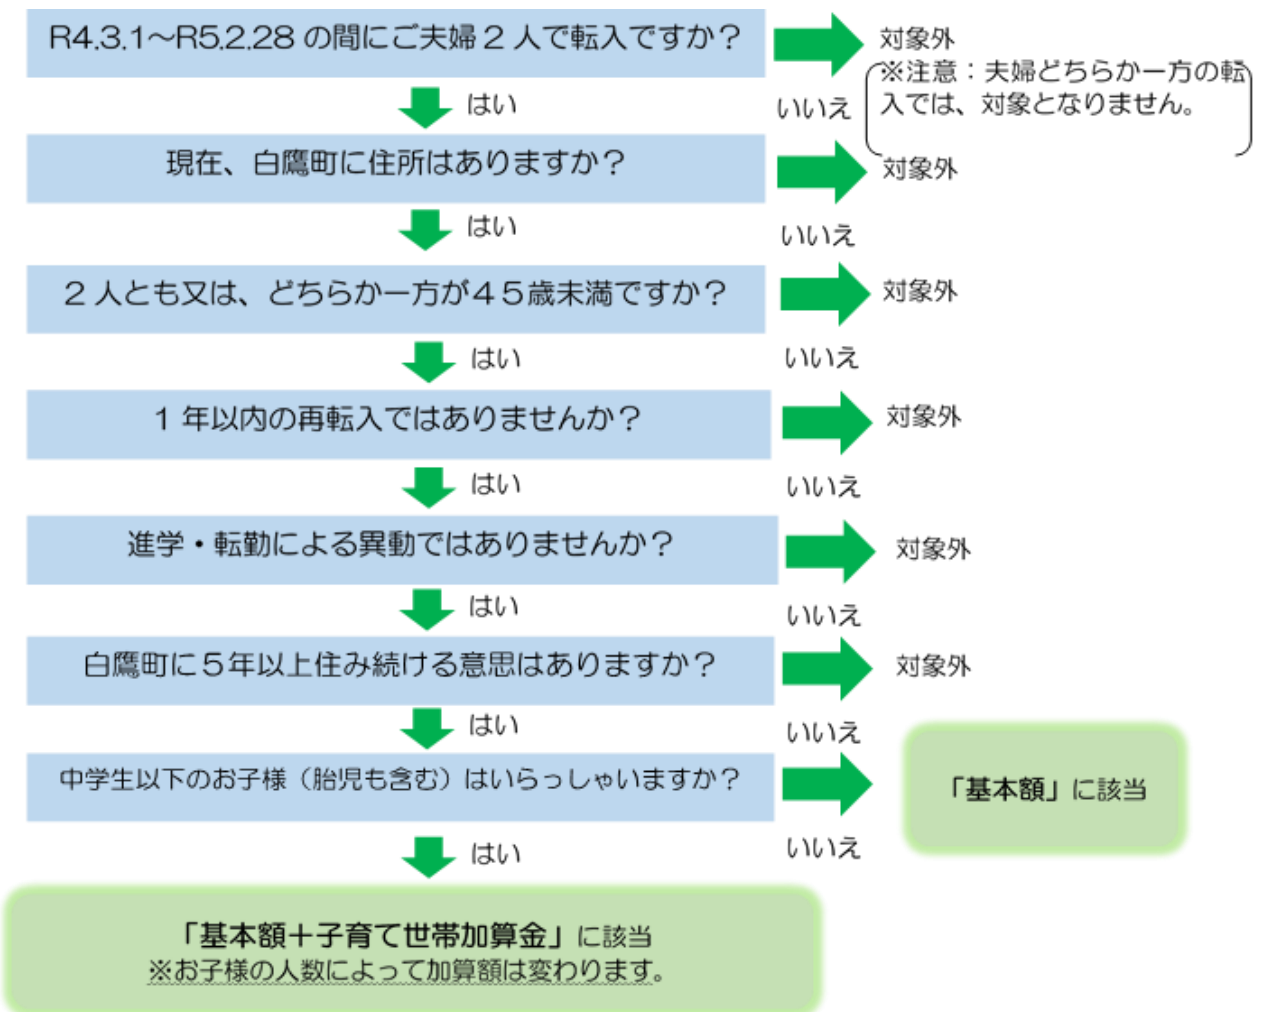 R4.3.1～R5.2.28 の間にご夫婦２人で転入ですか？
対象外
※注意：夫婦どちらか一方の転
入では、対象となりません。
はい
いいえ
現在、白鷹町に住所はありますか？
対象外
はい
いいえ
２人とも又は、どちらか一方が４５歳未満ですか？
対象外
はい
いいえ
１年以内の再転入ではありませんか？
対象外
はい
いいえ
進学・転勤による異動ではありませんか？
対象外
はい
いいえ
白鷹町に５年以上住み続ける意思はありますか？
対象外
はい
いいえ
中学生以下のお子様（胎児も含む）はいらっしゃいますか？
「基本額」に該当
はい
いいえ
「基本額＋子育て世帯加算金」に該当
※お子様の人数によって加算額は変わります。